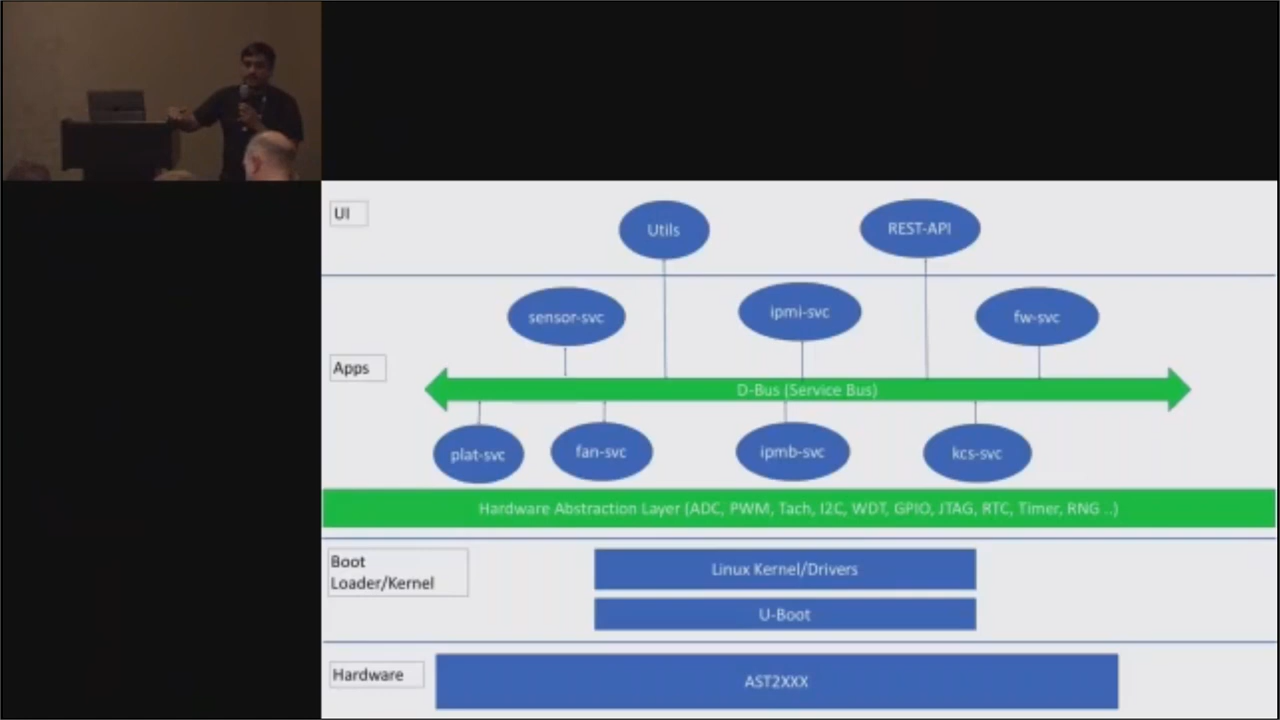 UI
Utils
REST-API
sensor-svc
ipmi-svc
fw-svc
Apps
D-Bus (Service Bus)
plat-svc
fan-svc
ipmb-svc
kcs-svc
Hardware Abstraction Layer (ADC, PWM, Tach, I2C, WDT, GPIO, JTAG, RTC, Timer, RNG ..)
Boot
Loader/Kernel
Linux Kernel/Drivers
U-Boot
Hardware
AST2XXX